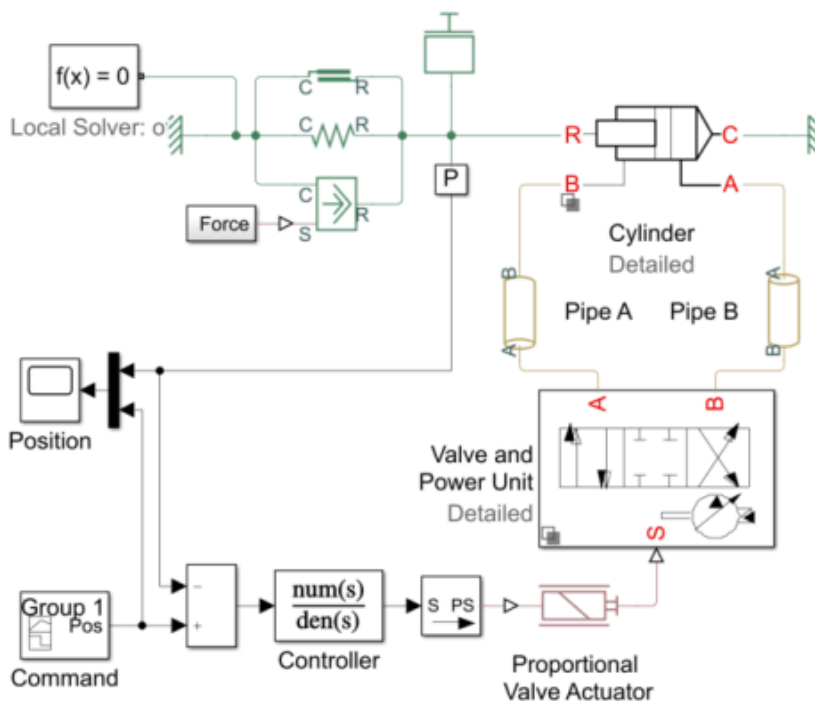 f(x) = 0
Local Solver: o
C
R
C
R
C
R
S
Force
P
R
C
B
A
Cylinder
Detailed
B
A
Pipe A
Pipe B
A
B
Position
A
B
Valve and
Power Unit
Detailed
S
Group 1
Pos
Command
−
+
num(s)
den(s)
Controller
S PS
Proportional
Valve Actuator